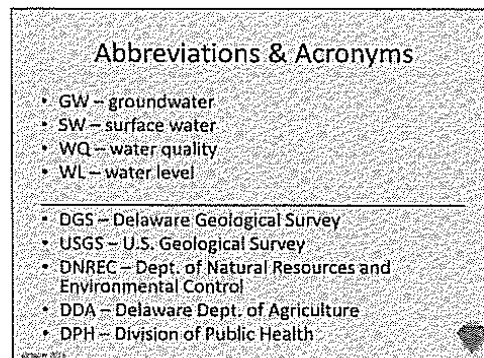 Abbreviations & Acronyms
• GW – groundwater
• SW – surface water
• WQ – water quality
• WL – water level
• DGS – Delaware Geological Survey
• USGS – U.S. Geological Survey
• DNREC – Dept. of Natural Resources and
Environmental Control
• DDA – Delaware Dept. of Agriculture
• DPH – Division of Public Health